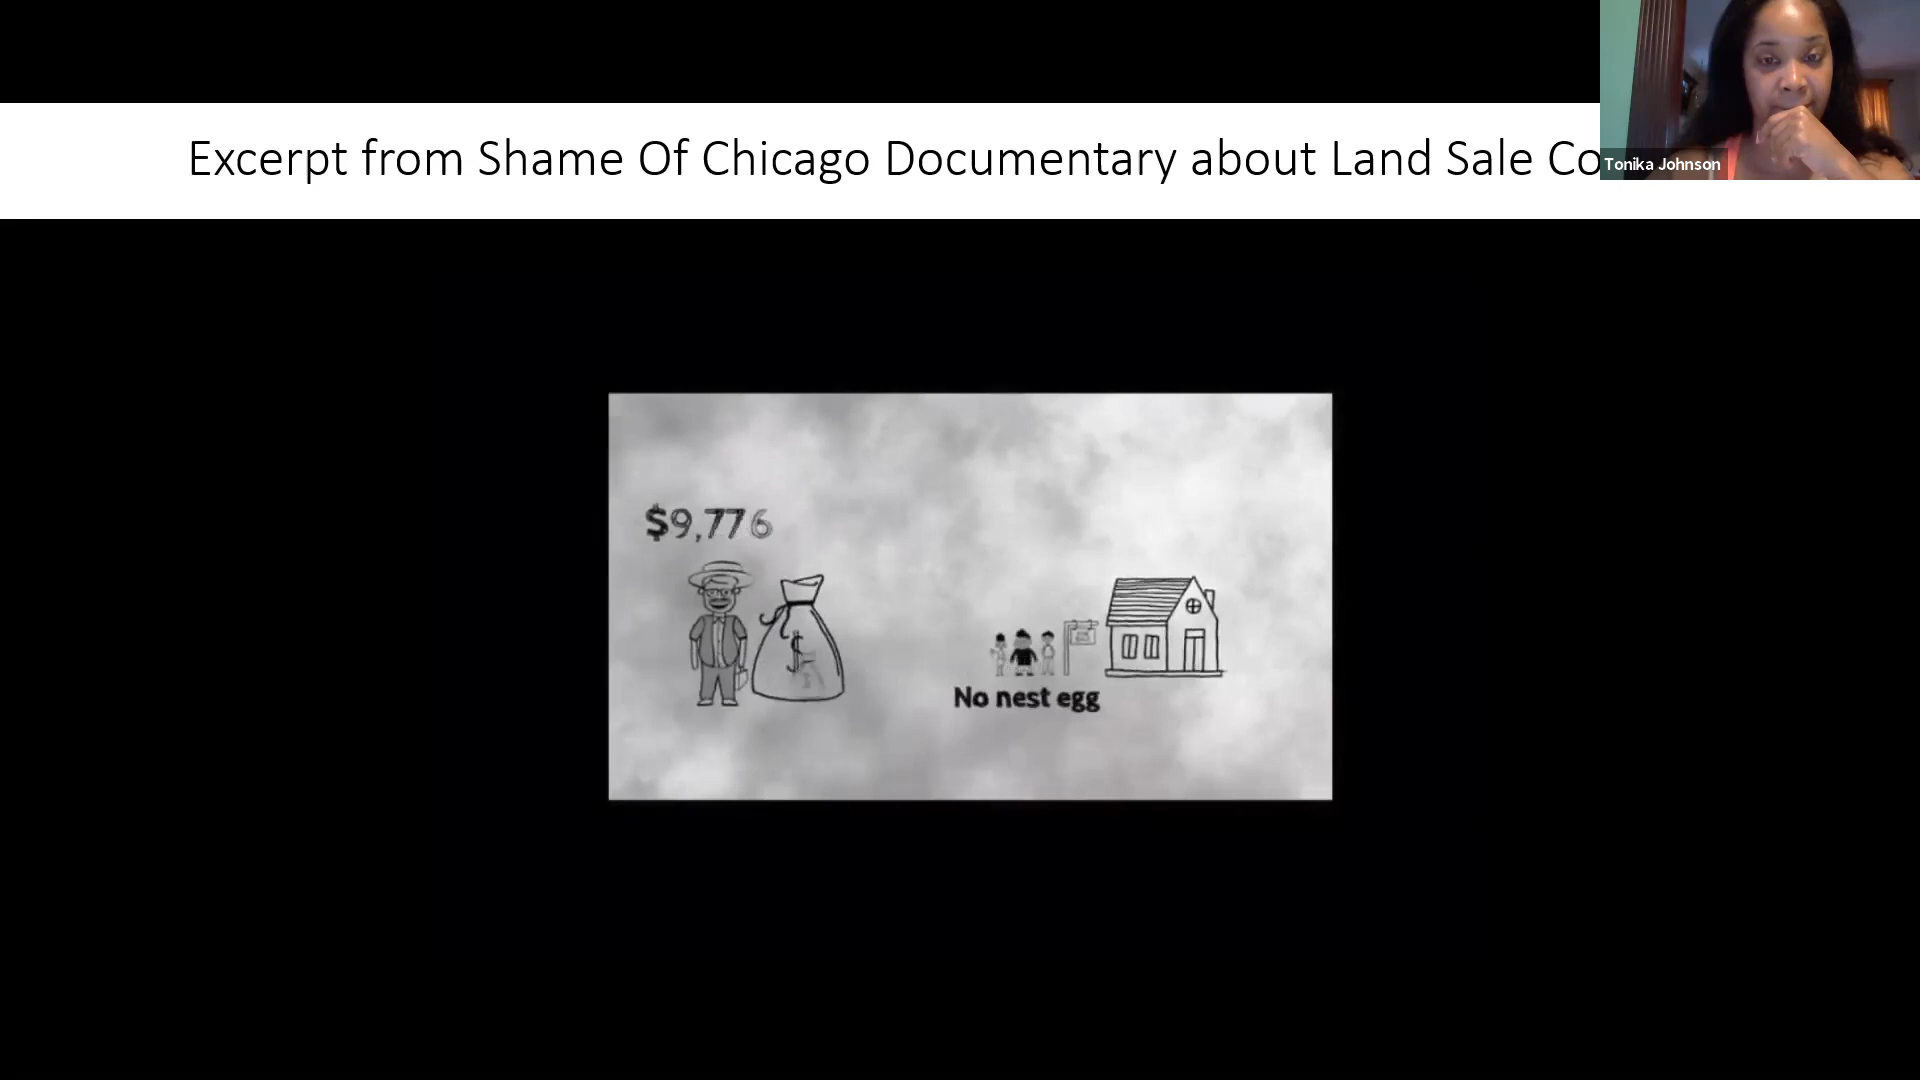 Excerpt from Shame Of Chicago Documentary about Land Sale Co
Tonika Johnson
$9,776
$
No nest egg